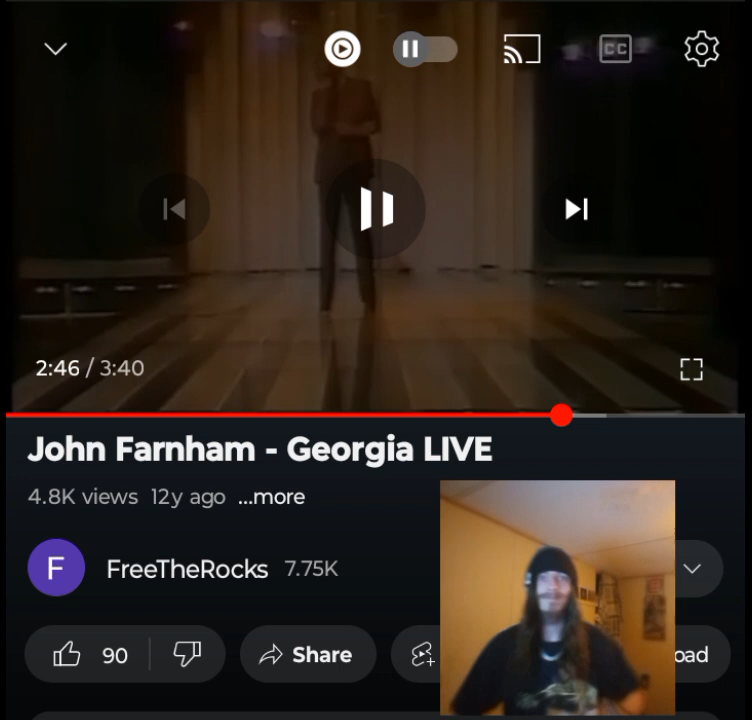 CC
2:46 / 3:40
John Farnham - Georgia LIVE
4.8K views 12y ago ...more
F FreeTheRocks 7.75K
90 Share oad